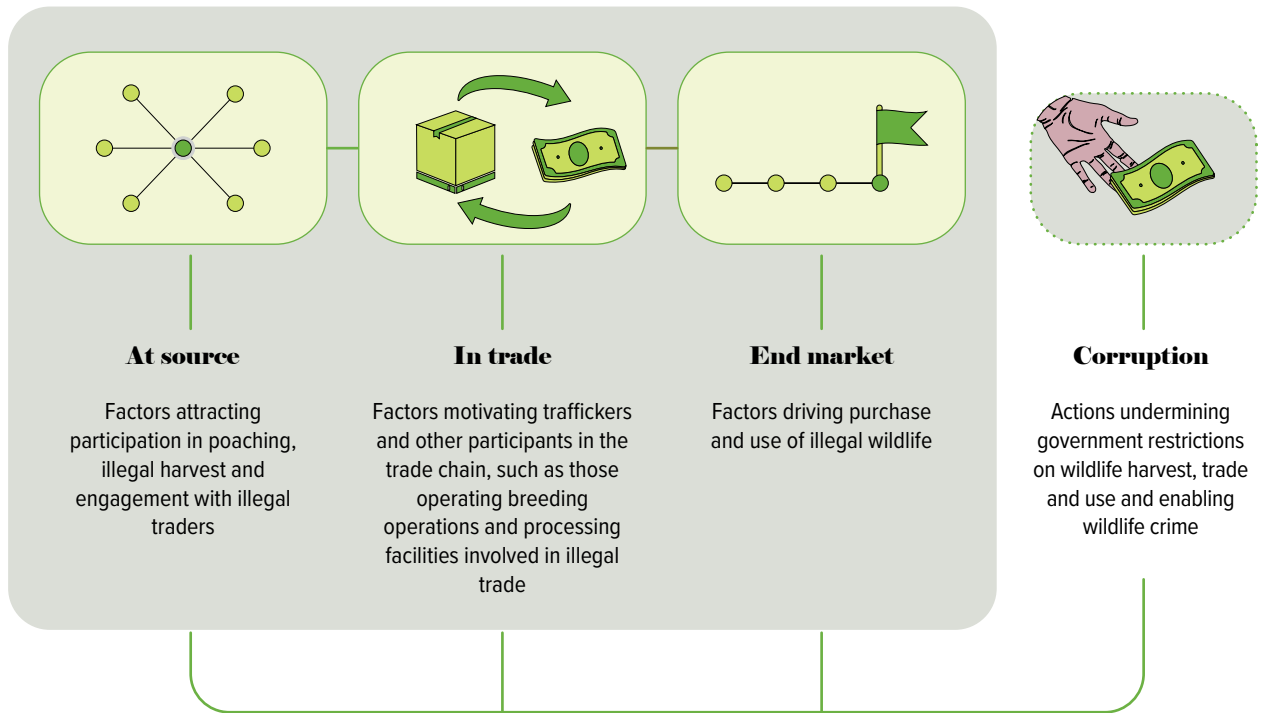 At source
Factors attracting
participation in poaching,
illegal harvest and
engagement with illegal
traders
In trade
Factors motivating traffickers
and other participants in the
trade chain, such as those
operating breeding
operations and processing
facilities involved in illegal
trade
End market
Factors driving purchase
and use of illegal wildlife
Corruption
Actions undermining
government restrictions
on wildlife harvest, trade
and use and enabling
wildlife crime